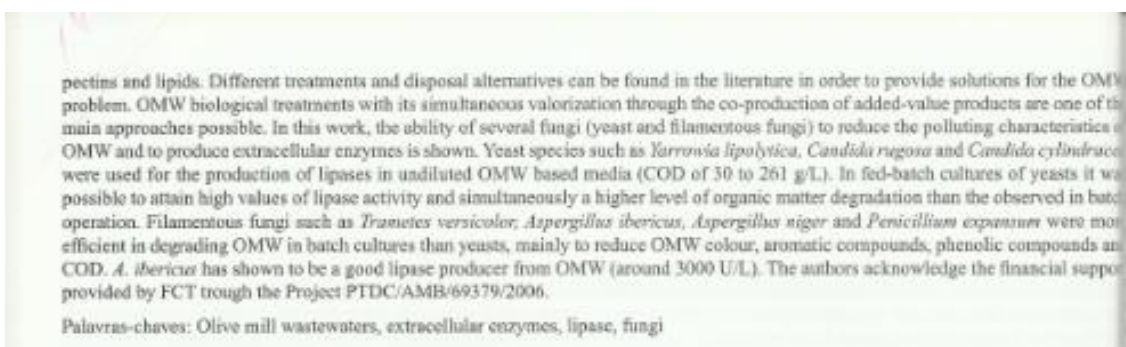 pectins and lipids. Different treatments and disposal alternatives can be found in the literature in order to provide solutions for the
problem. OMW biological treatments with its simultaneous valorization through the co-production of added-value products are one of
main approaches possible. In this work, the ability of several fungi (yeast and filamentous fungi) to reduce the polluting characteristics
OMW and to produce extracellular enzymes is shown. Yeast species such as Yarrowia lipolytica, Candida rugosa and Candida
were used for the production of lipases in undiluted OMW based media (COD of 30 to 261 g/L). In fed-batch cultures of yeasts it
possible to attain high values of lipase activity and simultaneously a higher level of organic matter degradation than the observed in
operation. Filamentous fungi such as Trametes versicolor, Aspergillus ibericus, Aspergillus niger and Penicillium expansum were
efficient in degrading OMW in batch cultures than yeasts, mainly to reduce OMW colour, aromatic compounds, phenolic compounds
COD. A. ibericus has shown to be a good lipase producer from OMW (around 3000 U/L). The authors acknowledge the financial
provided by FCT trough the Project PTDC/AMB/69379/2006.
Palavras-chaves: Olive mill wastewaters, extracellular enzymes, lipase, fungi